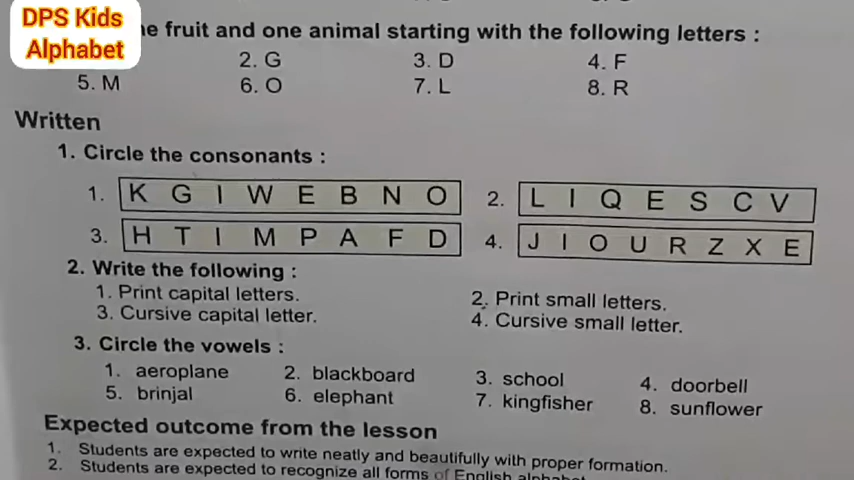 DPS Kids
Alphabet
fruit and one animal starting with the following letters :
2. G 3. D 4. F
5. M 6. O 7. L 8. R
Written
1. Circle the consonants :
1. K G I W E B N O 2. L I Q E S C V
3. H T I M P A F D 4. J I O U R Z X E
2. Write the following :
1. Print capital letters. 2. Print small letters.
3. Cursive capital letter. 4. Cursive small letter.
3. Circle the vowels :
1. aeroplane 2. blackboard 3. school 4. doorbell
5. brinjal 6. elephant 7. kingfisher 8. sunflower
Expected outcome from the lesson
1. Students are expected to write neatly and beautifully with proper formation.
2. Students are expected to recognize all forms of English alphabet